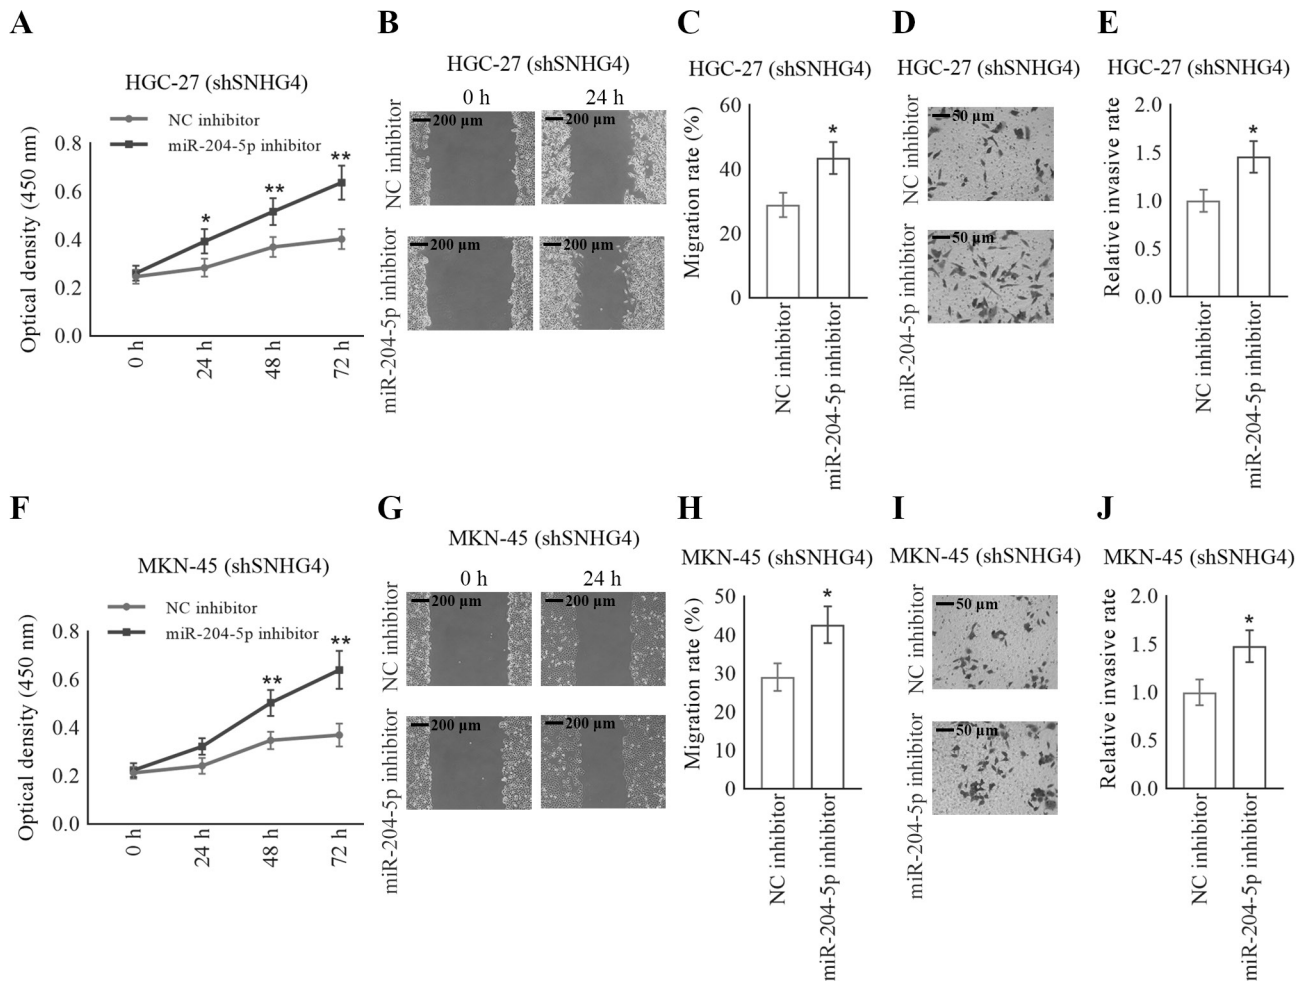 A
HGC-27 (shSNHG4)
NC inhibitor
miR-204-5p inhibitor
Optical density (450 nm)
0.8
0.6
0.4
0.2
0.0
*
**
**
0 h
24 h
48 h
72 h
B
HGC-27 (shSNHG4)
0 h
24 h
NC inhibitor
200 µm
200 µm
miR-204-5p inhibitor
200 µm
200 µm
C
HGC-27 (shSNHG4)
Migration rate (%)
60
40
20
0
*
NC inhibitor
miR-204-5p inhibitor
D
HGC-27 (shSNHG4)
NC inhibitor
50 µm
miR-204-5p inhibitor
50 µm
E
HGC-27 (shSNHG4)
Relative invasive rate
2.0
1.5
1.0
0.5
0.0
*
NC inhibitor
miR-204-5p inhibitor
F
MKN-45 (shSNHG4)
NC inhibitor
miR-204-5p inhibitor
Optical density (450 nm)
0.8
0.6
0.4
0.2
0.0
**
**
0 h
24 h
48 h
72 h
G
MKN-45 (shSNHG4)
0 h
24 h
NC inhibitor
200 µm
200 µm
miR-204-5p inhibitor
200 µm
200 µm
H
MKN-45 (shSNHG4)
Migration rate (%)
50
40
30
20
10
0
*
NC inhibitor
miR-204-5p inhibitor
I
MKN-45 (shSNHG4)
NC inhibitor
50 µm
miR-204-5p inhibitor
50 µm
J
MKN-45 (shSNHG4)
Relative invasive rate
2.0
1.5
1.0
0.5
0.0
*
NC inhibitor
miR-204-5p inhibitor